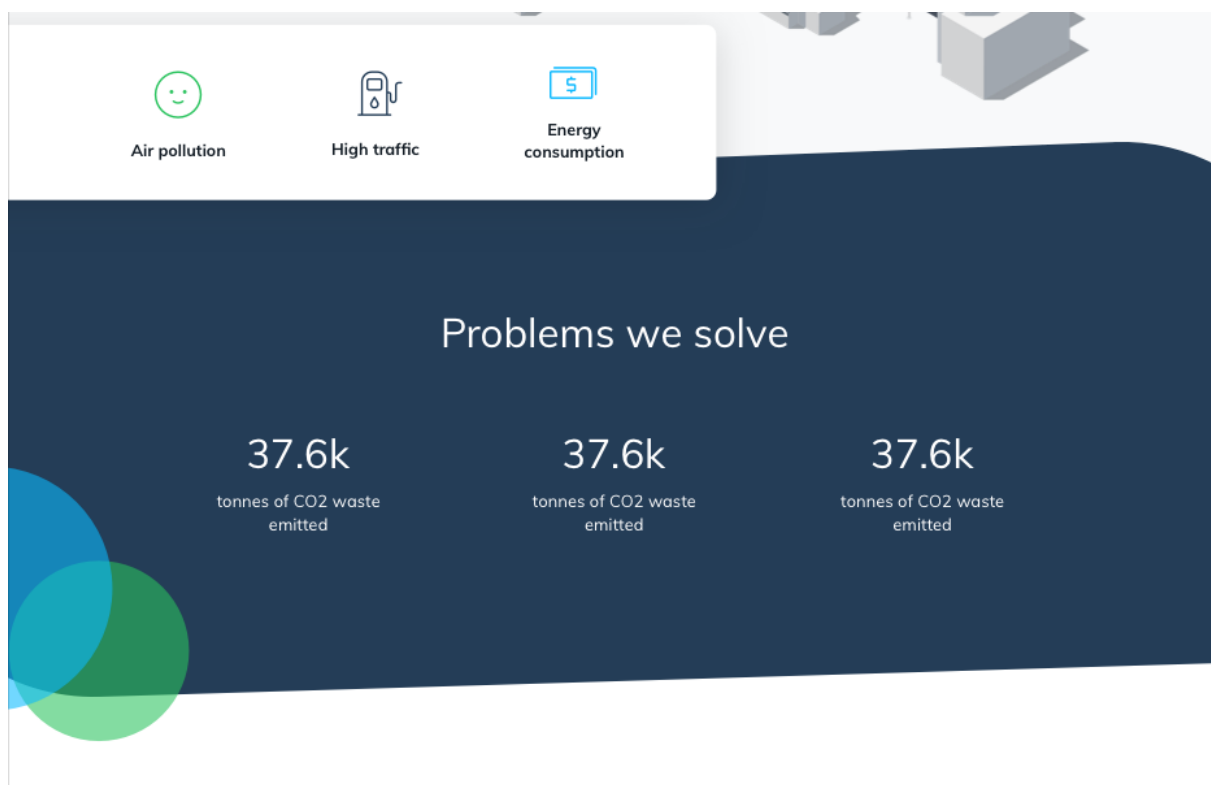 $
Air pollution
High traffic
Energy
consumption
Problems we solve
37.6k
tonnes of CO2 waste
emitted
37.6k
tonnes of CO2 waste
emitted
37.6k
tonnes of CO2 waste
emitted